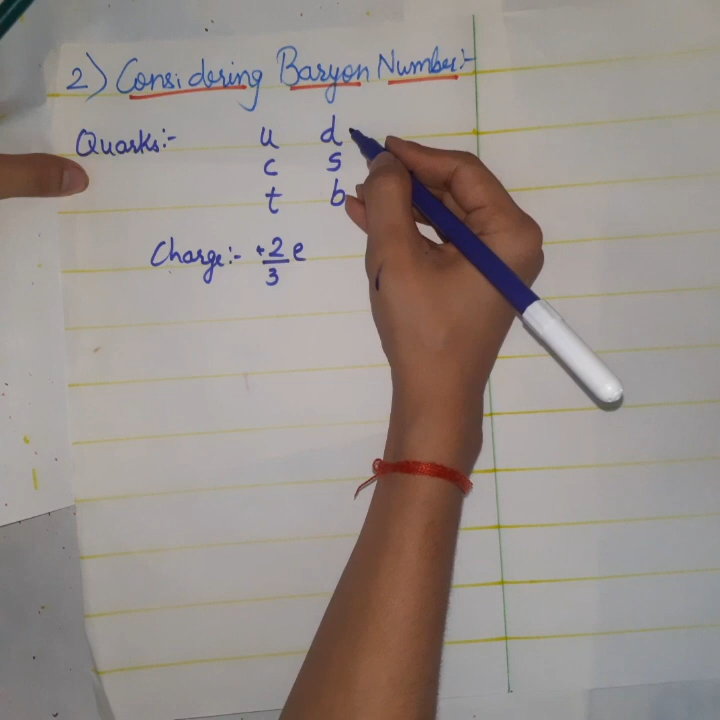 2) Considering Baryon Number:-
Quarks:- u d
c s
t b
Charge:- +2/3 e